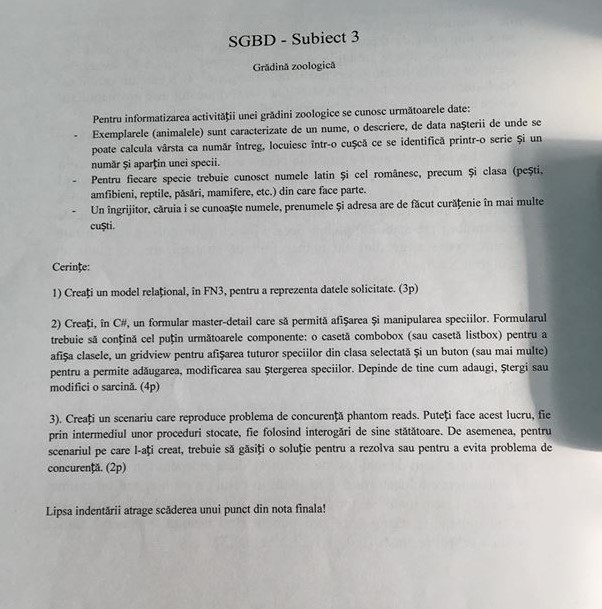 SGBD - Subiect 3
Grădină zoologică
Pentru informatizarea activității unei grădini zoologice se cunosc următoarele date:
- Exemplarele (animalele) sunt caracterizate de un nume, o descriere, de data nașterii de unde se
poate calcula vârsta ca număr întreg, locuiesc într-o cușcă ce se identifică printr-o serie și un
număr și aparțin unei specii.
- Pentru fiecare specie trebuie cunosct numele latin și cel românesc, precum și clasa (pești,
amfibieni, reptile, păsări, mamifere, etc.) din care face parte.
- Un îngrijitor, căruia i se cunoaște numele, prenumele și adresa are de făcut curățenie în mai multe
cuști.
Cerințe:
1) Creați un model relațional, în FN3, pentru a reprezenta datele solicitate. (3p)
2) Creați, în C#, un formular master-detail care să permită afișarea și manipularea speciilor. Formularul
trebuie să conțină cel puțin următoarele componente: o casetă combobox (sau casetă listbox) pentru a
afișa clasele, un gridview pentru afișarea tuturor speciilor din clasa selectată și un buton (sau mai multe)
pentru a permite adăugarea, modificarea sau ștergerea speciilor. Depinde de tine cum adaugi, ștergi sau
modifici o sarcină. (4p)
3). Creați un scenariu care reproduce problema de concurență phantom reads. Puteți face acest lucru, fie
prin intermediul unor proceduri stocate, fie folosind interogări de sine stătătoare. De asemenea, pentru
scenariul pe care l-ați creat, trebuie să găsiți o soluție pentru a rezolva sau pentru a evita problema de
concurență. (2p)
Lipsa indentării atrage scăderea unui punct din nota finala!